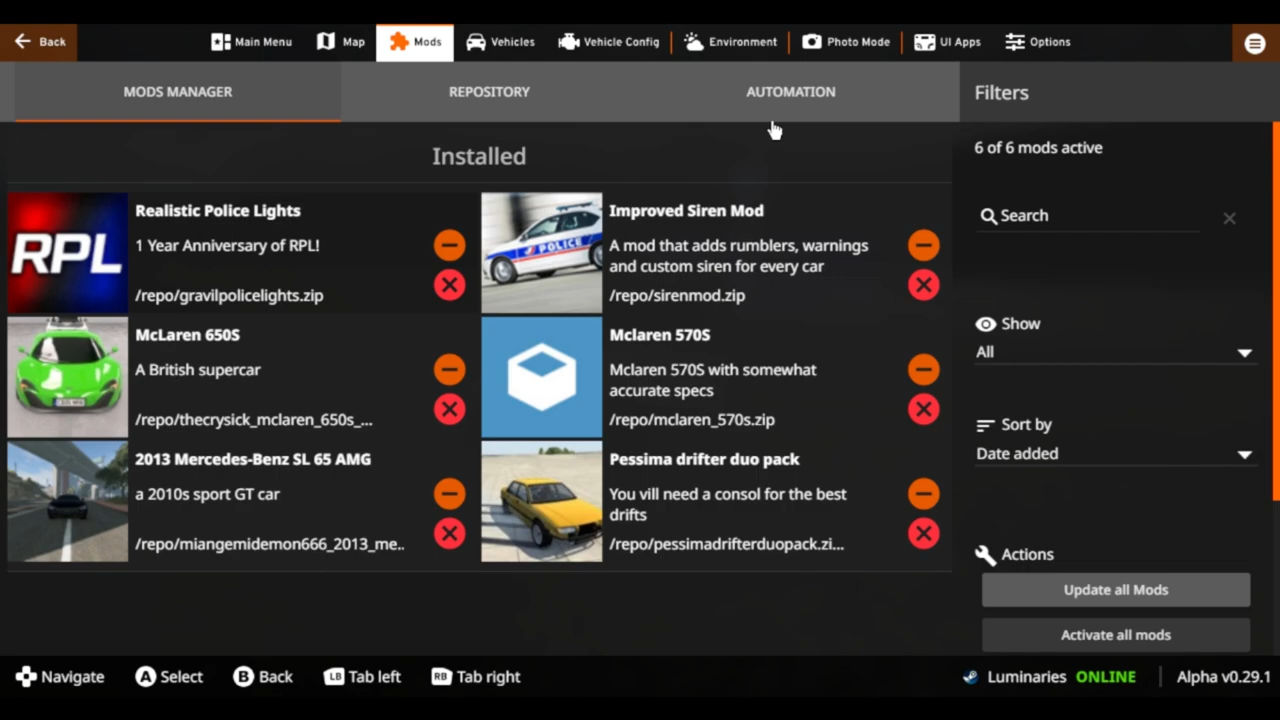 Back
Main Menu
Map
Mods
Vehicles
Vehicle Config
Environment
Photo Mode
UI Apps
Options
MODS MANAGER
REPOSITORY
AUTOMATION
Filters
Installed
6 of 6 mods active
RPL
Realistic Police Lights
1 Year Anniversary of RPL!
/repo/gravilpolicelights.zip
POLICE
Improved Siren Mod
A mod that adds rumblers, warnings
and custom siren for every car
/repo/sirenmod.zip
Search
McLaren 650S
A British supercar
/repo/thecrysick_mclaren_650s_...
Mclaren 570S
Mclaren 570S with somewhat
accurate specs
/repo/mclaren_570s.zip
Show
All
Sort by
Date added
2013 Mercedes-Benz SL 65 AMG
a 2010s sport GT car
/repo/miangemidemon666_2013_me..
Pessima drifter duo pack
You vill need a consol for the best
drifts
/repo/pessimadrifterduopack.zi...
Actions
Update all Mods
Activate all mods
Navigate
A Select
B Back
LB Tab left
RB Tab right
Luminaries ONLINE
Alpha v0.29.1